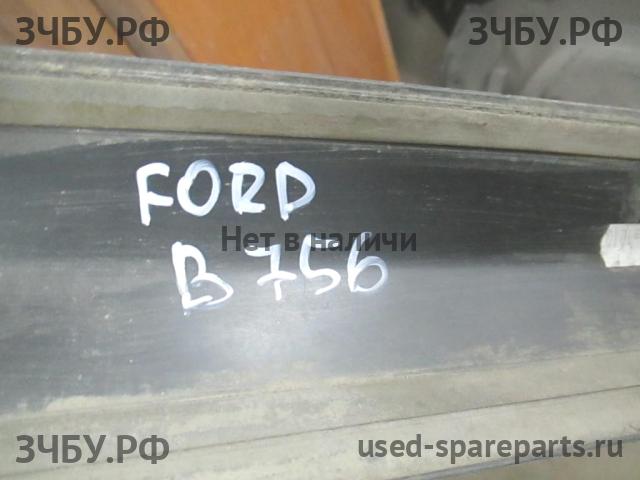 ЗЧБУ.РФ ЗЧБУ.РФ
FORD
Нет в наличи
B 756
ЗЧБУ.РФ used-spareparts.ru